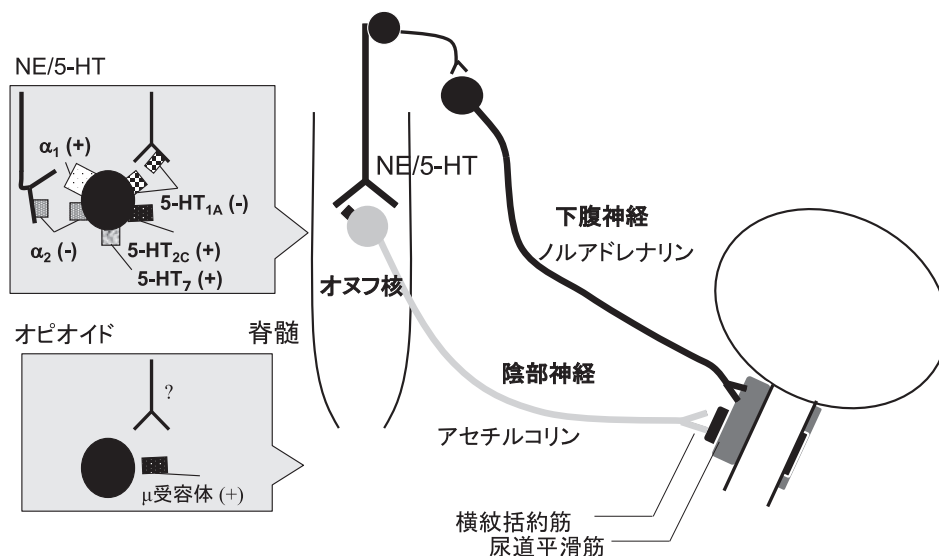 NE/5-HT
α1 (+)
5-HT1A (-)
α2 (-)
5-HT2C (+)
5-HT7 (+)
オピオイド
?
μ受容体 (+)
脊髄
NE/5-HT
オヌフ核
下腹神経
ノルアドレナリン
陰部神経
アセチルコリン
横紋括約筋
尿道平滑筋